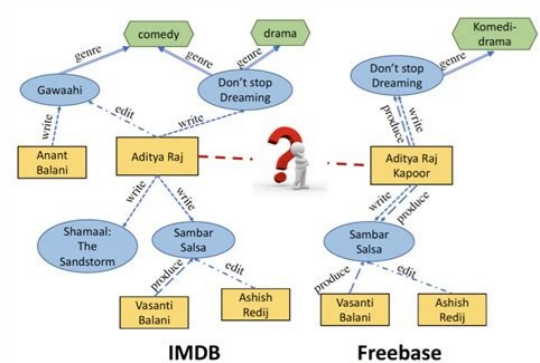 comedy
drama
Komedi-
drama
genre
genre
genre
genre
Gawaahi
Don't stop
Dreaming
Don't stop
Dreaming
write
edit
write
produce
write
Anant
Balani
Aditya Raj
?
Aditya Raj
Kapoor
write
write
write
produce
Shamaal:
The
Sandstorm
Sambar
Salsa
Sambar
Salsa
produce
edit
produce
edit
Vasanti
Balani
Ashish
Redij
Vasanti
Balani
Ashish
Redij
IMDB
Freebase